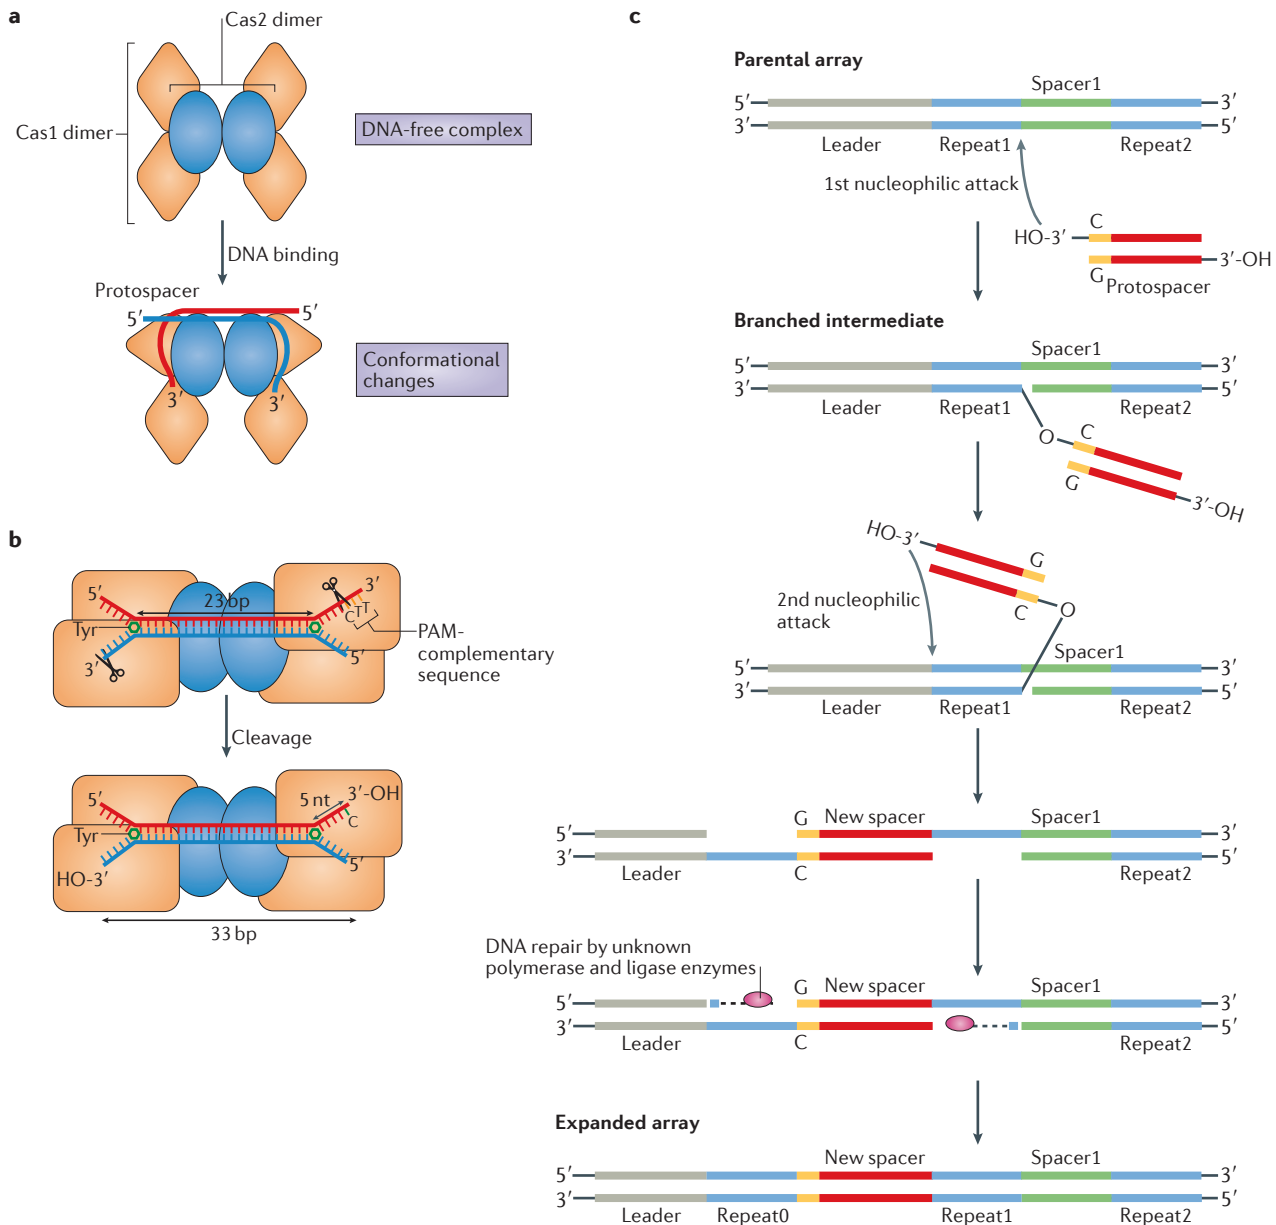 a
Cas2 dimer
Cas1 dimer
DNA-free complex
DNA binding
Protospacer
5′
5′
3′
3′
Conformational
changes
b
5′
23 bp
3′
C T T
Tyr
3′
5′
PAM-
complementary
sequence
Cleavage
5′
5 nt
3′-OH
C
Tyr
HO-3′
5′
33 bp
c
Parental array
Spacer1
5′
3′
3′
5′
Leader
Repeat1
Repeat2
1st nucleophilic attack
C
HO-3′
3′-OH
G
Protospacer
Branched intermediate
Spacer1
5′
3′
3′
5′
Leader
Repeat1
Repeat2
O
C
G
3′-OH
HO-3′
G
2nd nucleophilic
attack
C
O
Spacer1
5′
3′
3′
5′
Leader
Repeat1
Repeat2
G
New spacer
Spacer1
5′
3′
3′
5′
Leader
C
Repeat2
DNA repair by unknown
polymerase and ligase enzymes
G
New spacer
Spacer1
5′
3′
3′
5′
Leader
C
Repeat2
Expanded array
New spacer
Spacer1
5′
3′
3′
5′
Leader
Repeat0
Repeat1
Repeat2